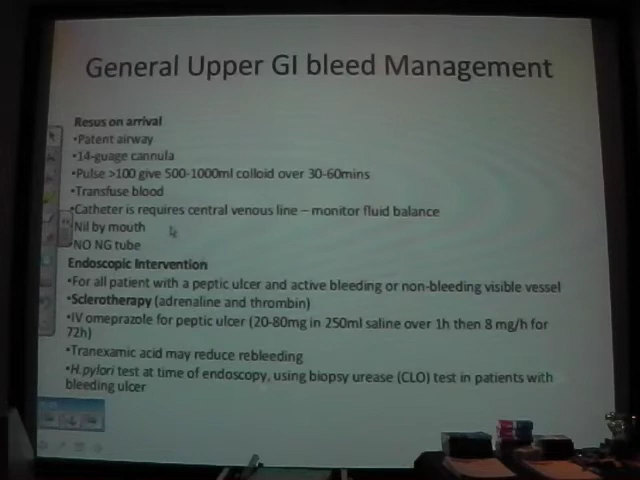 General Upper GI bleed Management
Resus on arrival
•Patent airway
•14-guage cannula
•Pulse >100 give 500-1000ml colloid over 30-60mins
•Transfuse blood
•Catheter is requires central venous line – monitor fluid balance
•Nil by mouth
•NO NG tube
Endoscopic Intervention
•For all patient with a peptic ulcer and active bleeding or non-bleeding visible vessel
•Sclerotherapy (adrenaline and thrombin)
•IV omeprazole for peptic ulcer (20-80mg in 250ml saline over 1h then 8 mg/h for
72h)
•Tranexamic acid may reduce rebleeding
•H.pylori test at time of endoscopy, using biopsy urease (CLO) test in patients with
bleeding ulcer